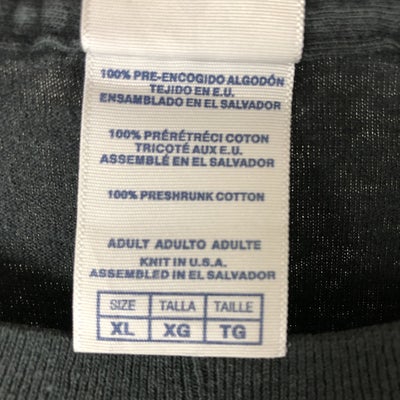 100% PRE-ENCOGIDO ALGODÓN
TEJIDO EN E.U.
ENSAMBLADO EN EL SALVADOR
100% PRÉRÉTRÉCI COTON
TRICOTÉ AUX E.U.
ASSEMBLÉ EN EL SALVADOR
100% PRESHRUNK COTTON
ADULT ADULTO ADULTE
KNIT IN U.S.A.
ASSEMBLED IN EL SALVADOR
SIZE TALLA TAILLE
XL XG TG